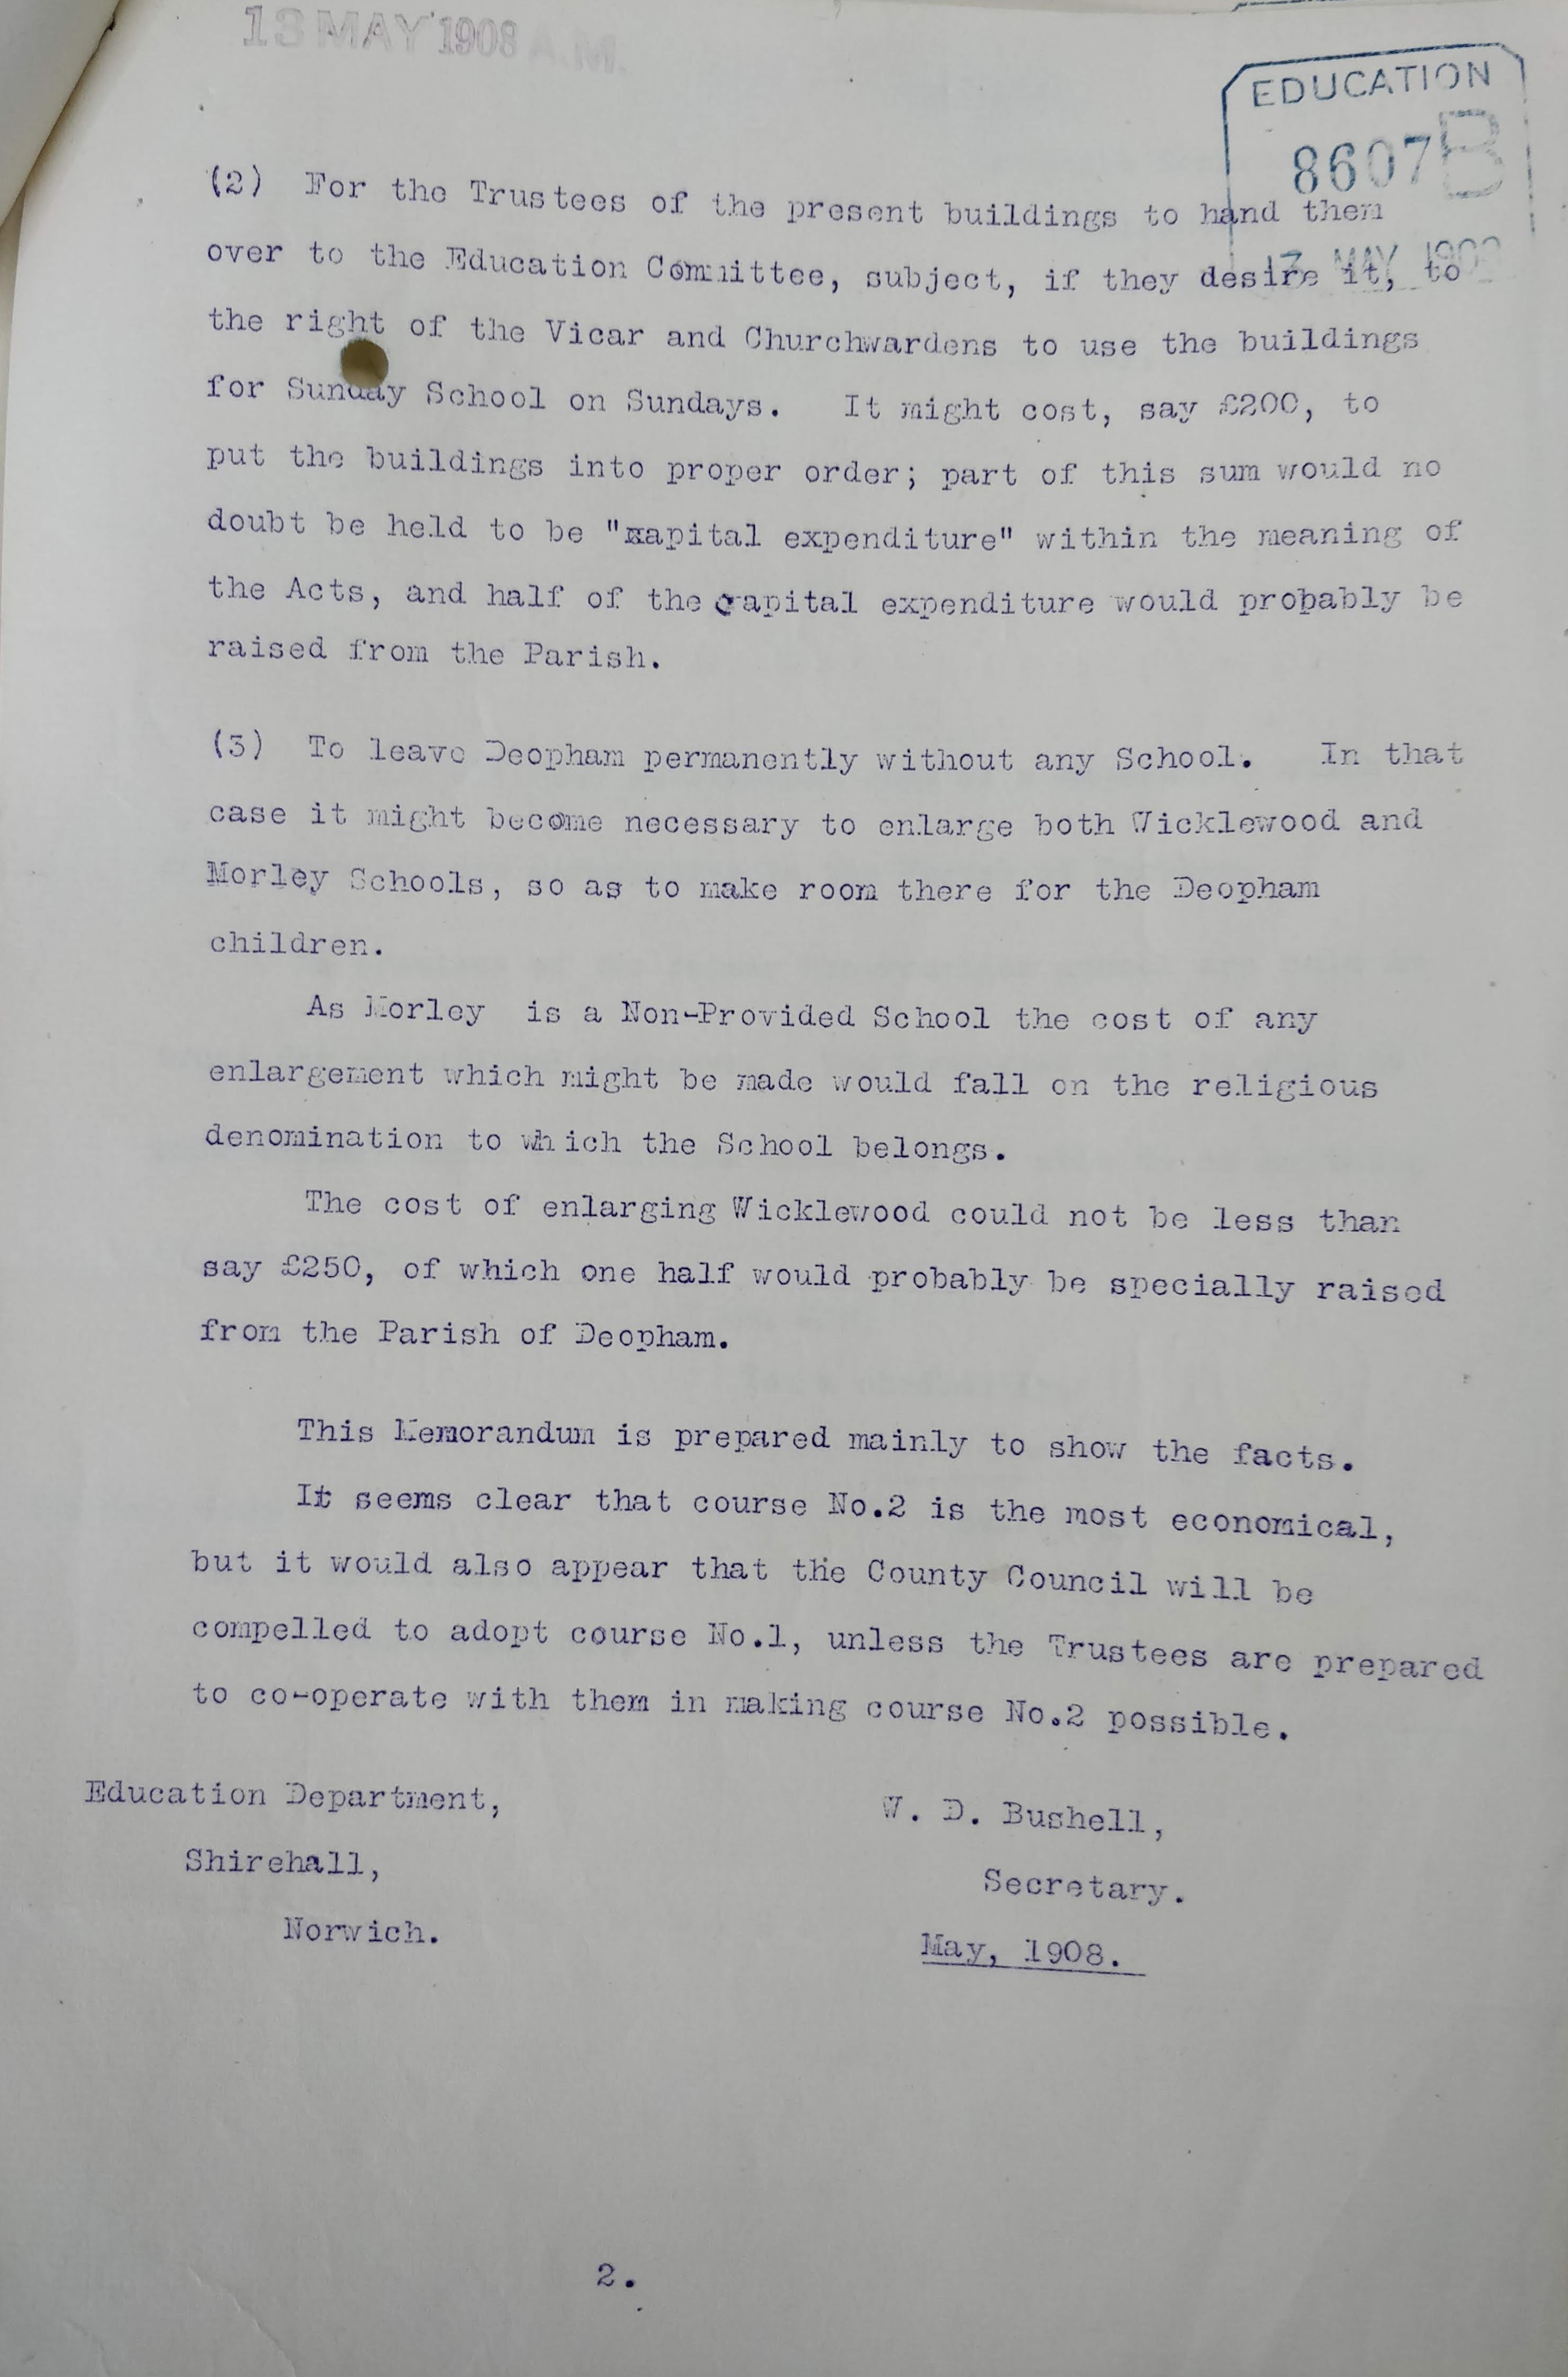 13 MAY 1908 A.M.
EDUCATION
8607B
13 MAY 1908
(2) For the Trustees of the present buildings to hand them
over to the Education Committee, subject, if they desire it, to
the right of the Vicar and Churchwardens to use the buildings
for Sunday School on Sundays. It might cost, say £200, to
put the buildings into proper order; part of this sum would no
doubt be held to be "capital expenditure" within the meaning of
the Acts, and half of the capital expenditure would probably be
raised from the Parish.
(3) To leave Deopham permanently without any School. In that
case it might become necessary to enlarge both Wicklewood and
Morley Schools, so as to make room there for the Deopham
children.
As Morley is a Non-Provided School the cost of any
enlargement which might be made would fall on the religious
denomination to which the School belongs.
The cost of enlarging Wicklewood could not be less than
say £250, of which one half would probably be specially raised
from the Parish of Deopham.
This Memorandum is prepared mainly to show the facts.
It seems clear that course No.2 is the most economical,
but it would also appear that the County Council will be
compelled to adopt course No.1, unless the Trustees are prepared
to co-operate with them in making course No.2 possible.
Education Department,
Shirehall,
Norwich.
W. D. Bushell,
Secretary.
May, 1908.
2.